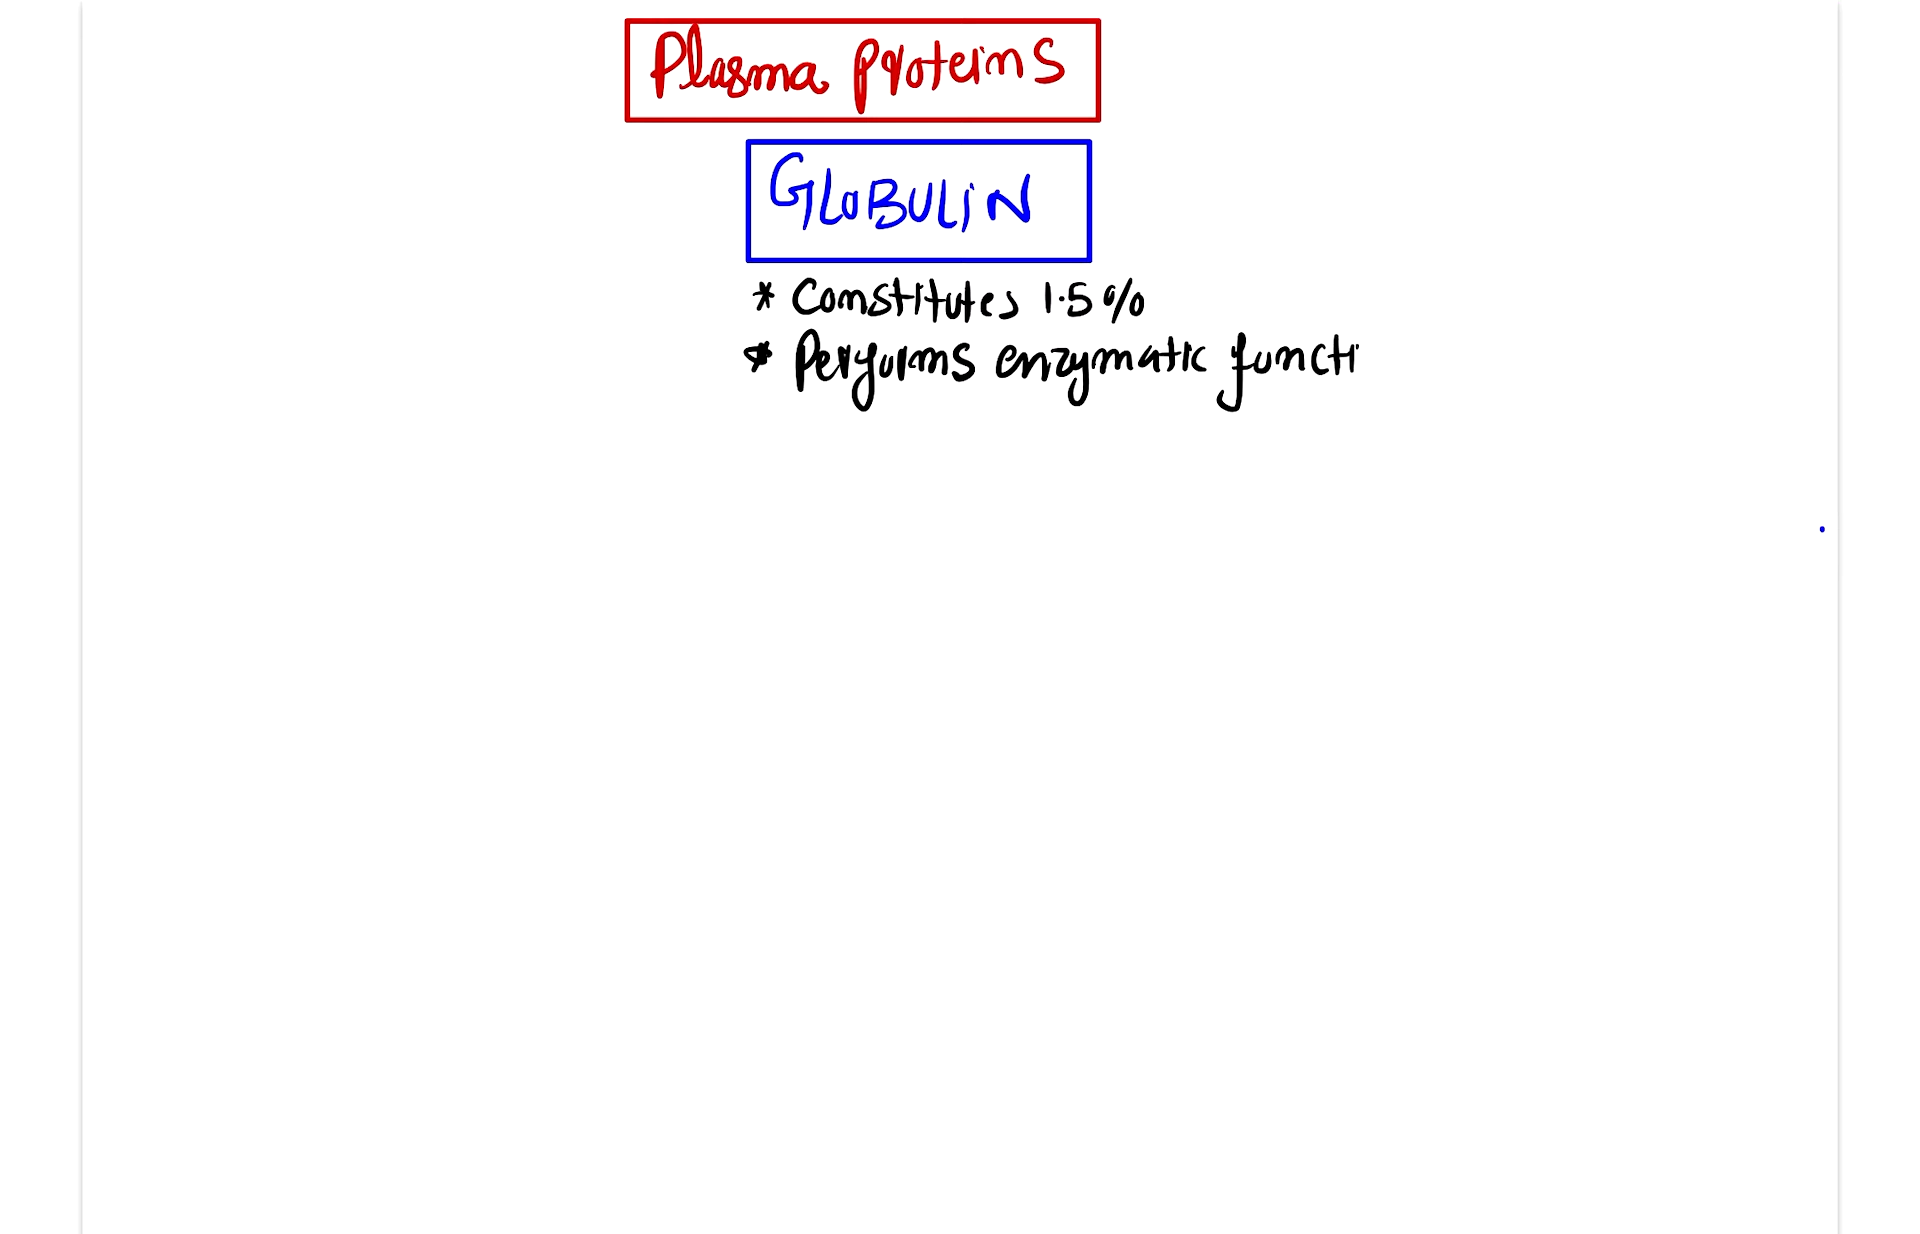 Plasma proteins
GLOBULIN
* Constitutes 1.5%
* Performs enzymatic functi